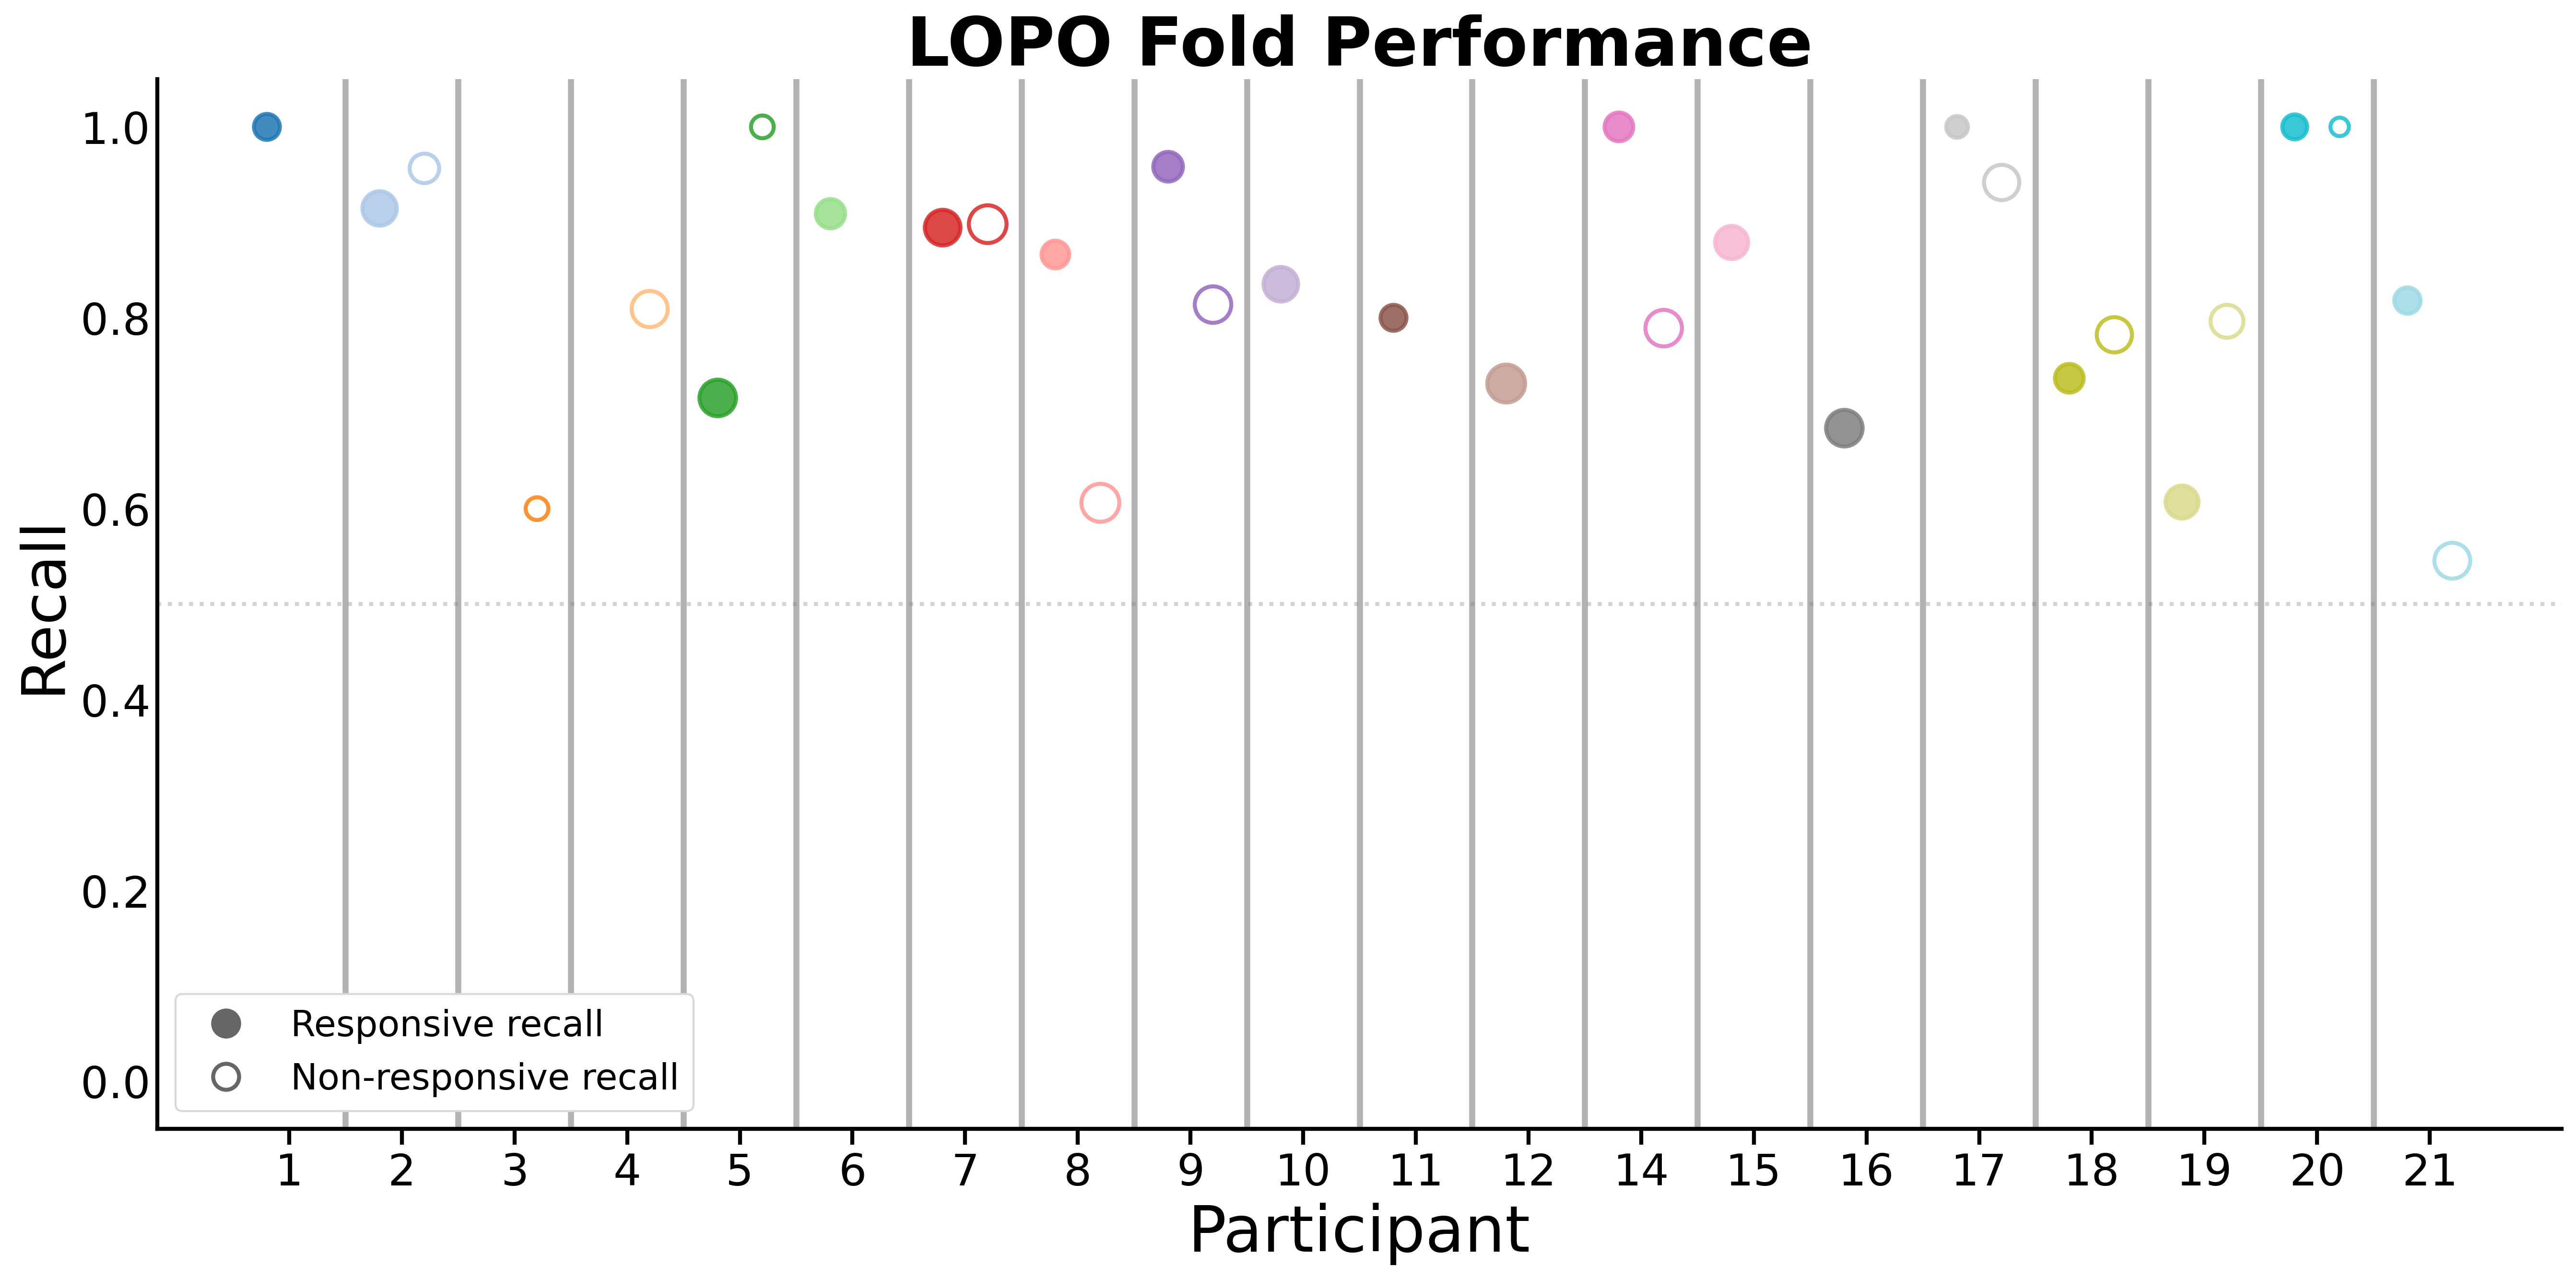 LOPO Fold Performance
1.0
0.8
0.6
0.4
0.2
0.0
Recall
Responsive recall
Non-responsive recall
1 2 3 4 5 6 7 8 9 10 11 12 14 15 16 17 18 19 20 21
Participant